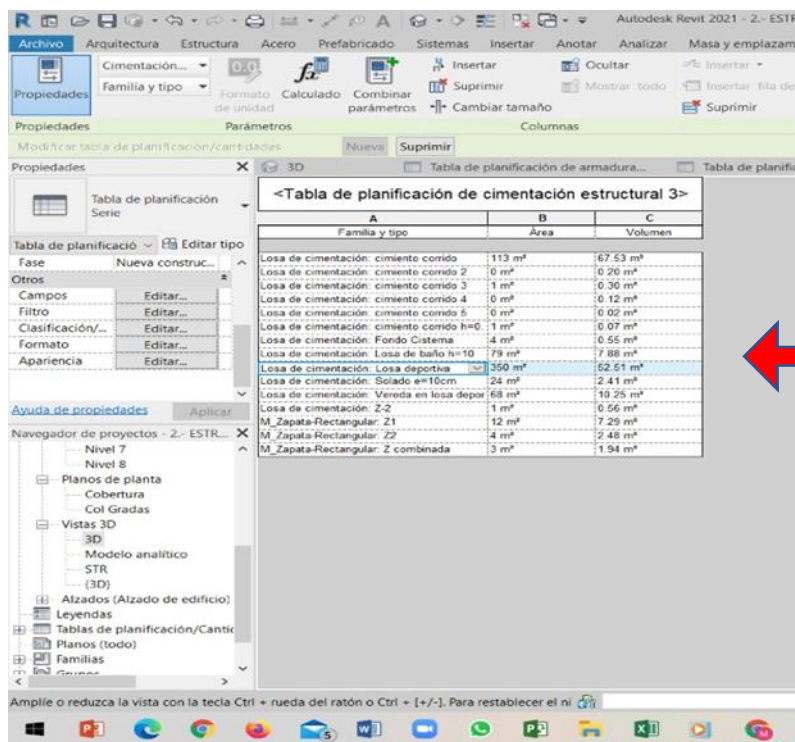 Autodesk Revit 2021 - 2.- ESTR
Archivo Arquitectura Estructura Acero Prefabricado Sistemas Insertar Anotar Analizar Masa y emplazam
Propiedades
Cimentación...
Familia y tipo
0.0
Formato de unidad
fx
Calculado
Combinar parámetros
Insertar
Suprimir
Cambiar tamaño
Ocultar
Mostrar todo
Insertar
Insertar fila de
Suprimir
Propiedades Parámetros Columnas
Modificar tabla de planificación/cantidades Nueva Suprimir
Propiedades X
3D Tabla de planificación de armadura... Tabla de planific
Tabla de planificación
Serie
Tabla de planificació Editar tipo
Fase Nueva construc...
Otros
Campos Editar...
Filtro Editar...
Clasificación/... Editar...
Formato Editar...
Apariencia Editar...
Ayuda de propiedades Aplicar
<Tabla de planificación de cimentación estructural 3>
A B C
Familia y tipo Área Volumen
Losa de cimentación: cimiento corrido 113 m² 67.53 m³
Losa de cimentación: cimiento corrido 2 0 m² 0.20 m³
Losa de cimentación: cimiento corrido 3 1 m² 0.30 m³
Losa de cimentación: cimiento corrido 4 0 m² 0.12 m³
Losa de cimentación: cimiento corrido 5 0 m² 0.02 m³
Losa de cimentación: cimiento corrido h=0. 1 m² 0.07 m³
Losa de cimentación: Fondo Cisterna 4 m² 0.55 m³
Losa de cimentación: Losa de baño h=10 79 m² 7.88 m³
Losa de cimentación: Losa deportiva 350 m² 52.51 m³
Losa de cimentación: Solado e=10cm 24 m² 2.41 m³
Losa de cimentación: Vereda en losa depor 68 m² 10.25 m³
Losa de cimentación: Z-2 1 m² 0.56 m³
M_Zapata-Rectangular: Z1 12 m² 7.29 m³
M_Zapata-Rectangular: Z2 4 m² 2.48 m³
M_Zapata-Rectangular: Z combinada 3 m² 1.94 m³
Navegador de proyectos - 2.- ESTR... X
Nivel 7
Nivel 8
Planos de planta
Cobertura
Col Gradas
Vistas 3D
3D
Modelo analítico
STR
{3D}
Alzados (Alzado de edificio)
Leyendas
Tablas de planificación/Cantic
Planos (todo)
Familias
Grupos
Amplíe o reduzca la vista con la tecla Ctrl + rueda del ratón o Ctrl + [+/-]. Para restablecer el ni